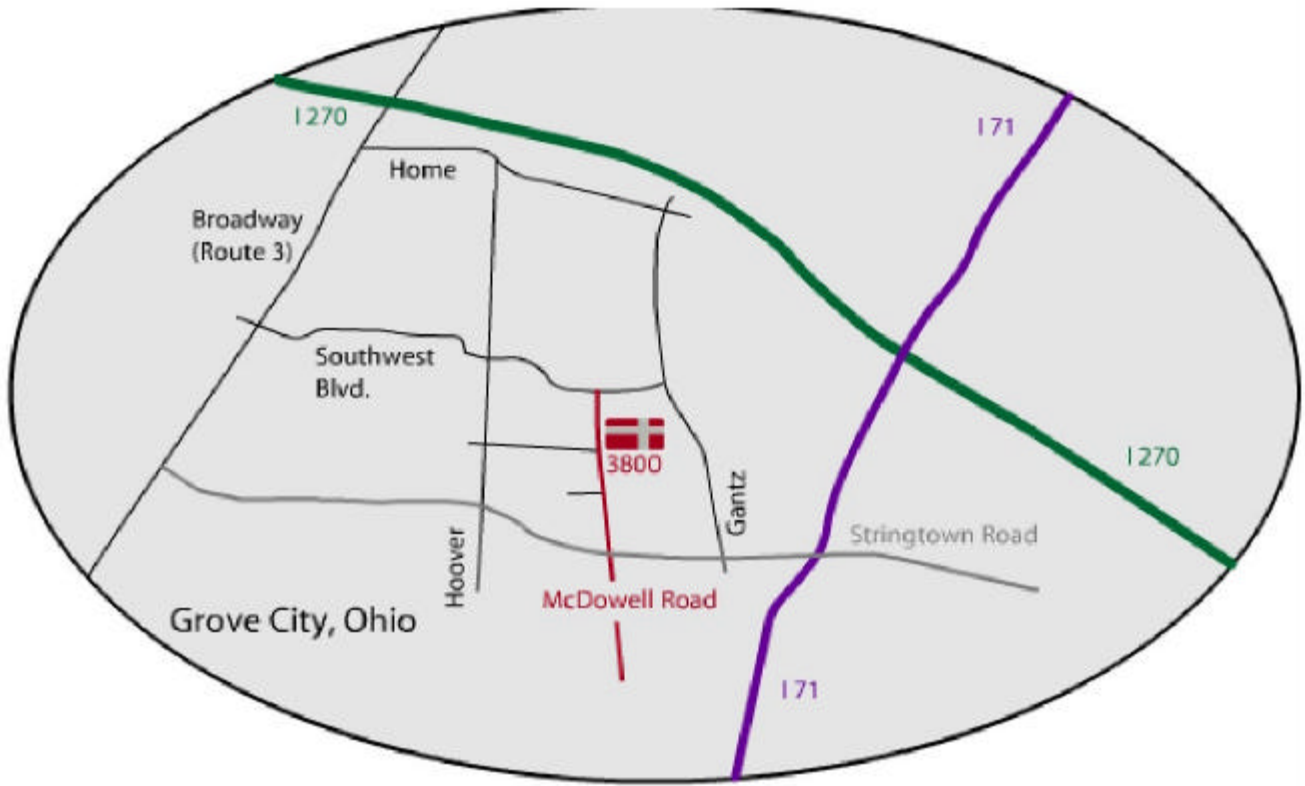 I 270
I 71
Home
Broadway
(Route 3)
Southwest
Blvd.
3800
I 270
Gantz
Stringtown Road
Hoover
McDowell Road
Grove City, Ohio
I 71